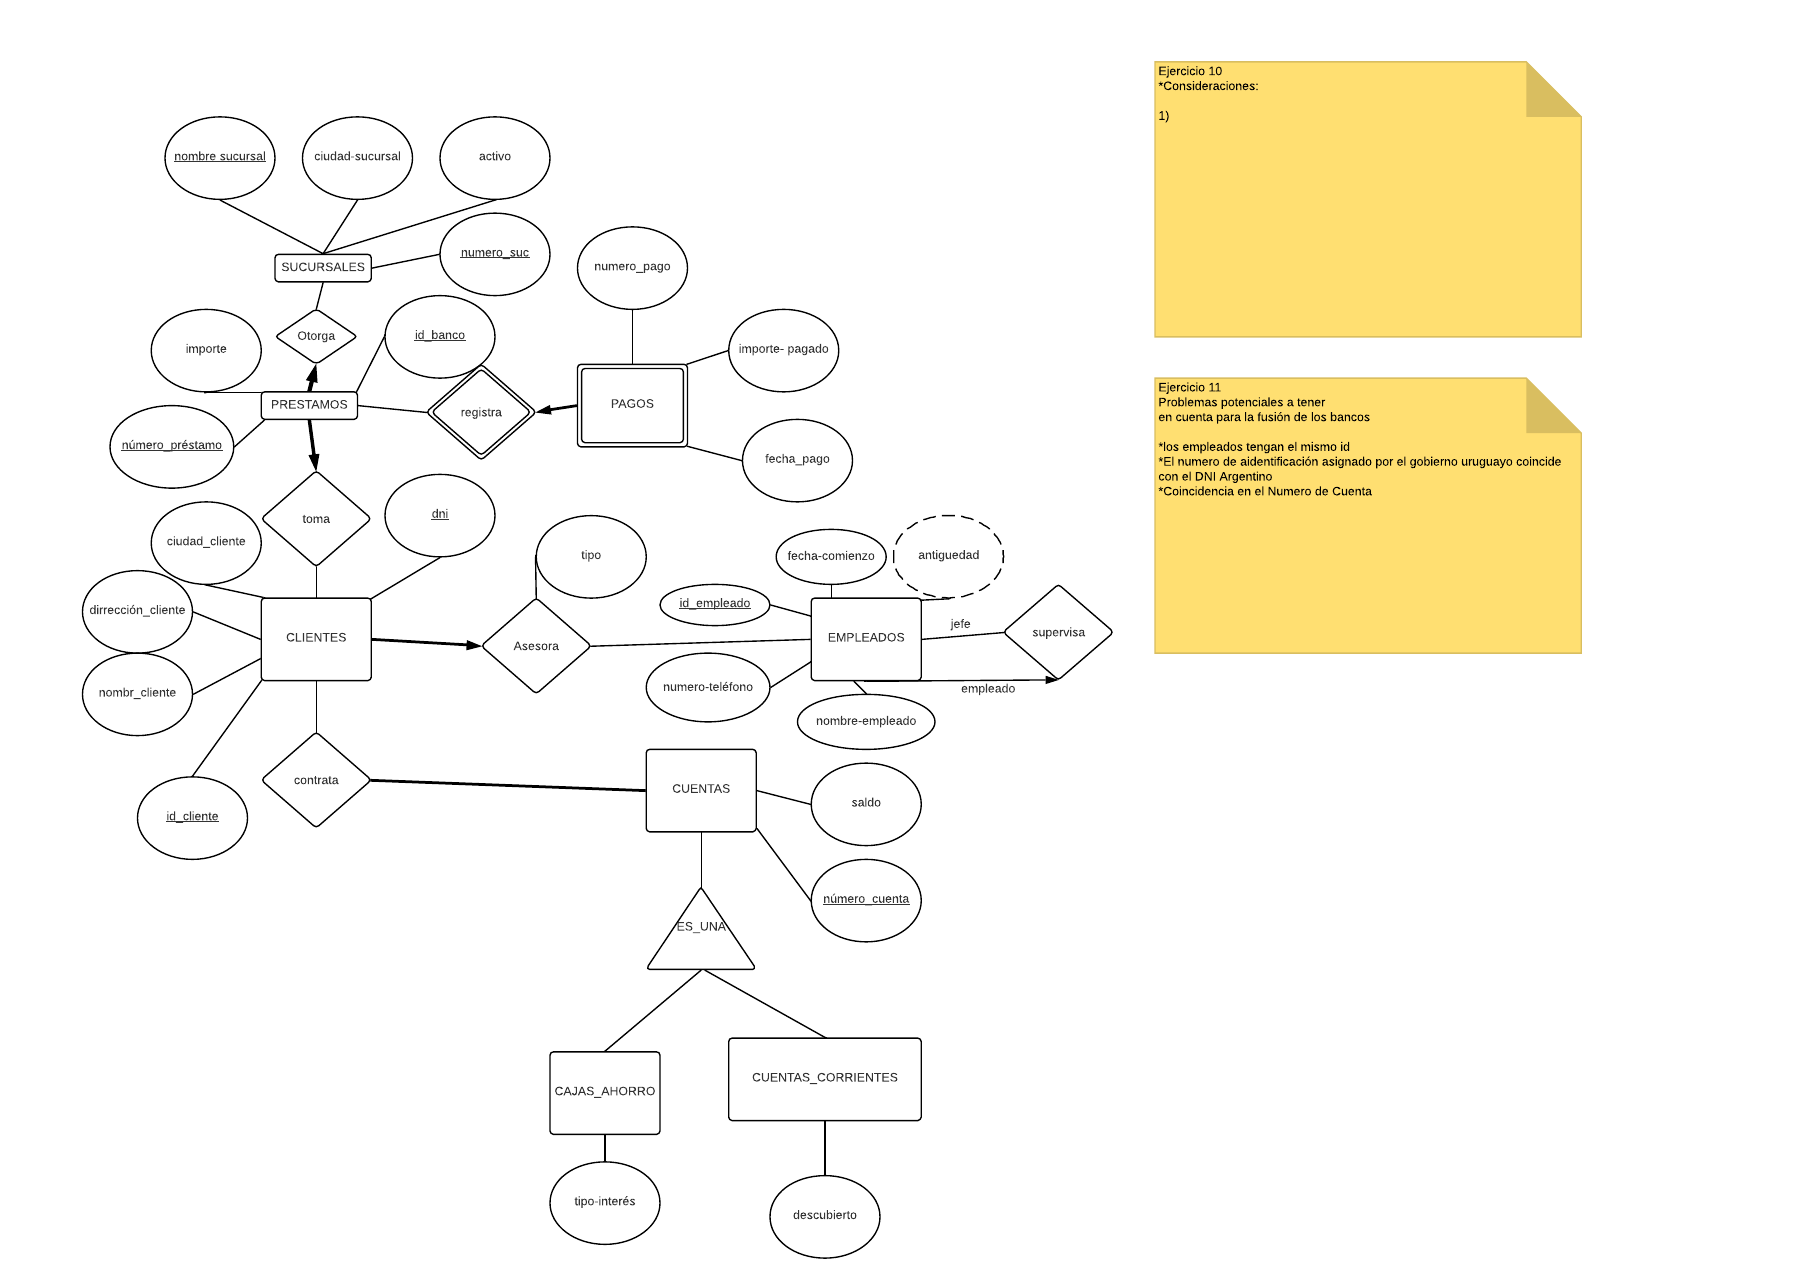 Ejercicio 10
*Consideraciones:
1)
nombre sucursal
ciudad-sucursal
activo
numero_suc
SUCURSALES
numero_pago
Otorga
id_banco
importe
importe- pagado
PRESTAMOS
registra
PAGOS
número_préstamo
fecha_pago
Ejercicio 11
Problemas potenciales a tener
en cuenta para la fusión de los bancos
*los empleados tengan el mismo id
*El numero de aidentificación asignado por el gobierno uruguayo coincide
con el DNI Argentino
*Coincidencia en el Numero de Cuenta
toma
dni
ciudad_cliente
tipo
fecha-comienzo
antiguedad
dirrección_cliente
id_empleado
CLIENTES
Asesora
EMPLEADOS
jefe
supervisa
nombr_cliente
numero-teléfono
empleado
nombre-empleado
contrata
CUENTAS
saldo
id_cliente
número_cuenta
ES_UNA
CAJAS_AHORRO
CUENTAS_CORRIENTES
tipo-interés
descubierto